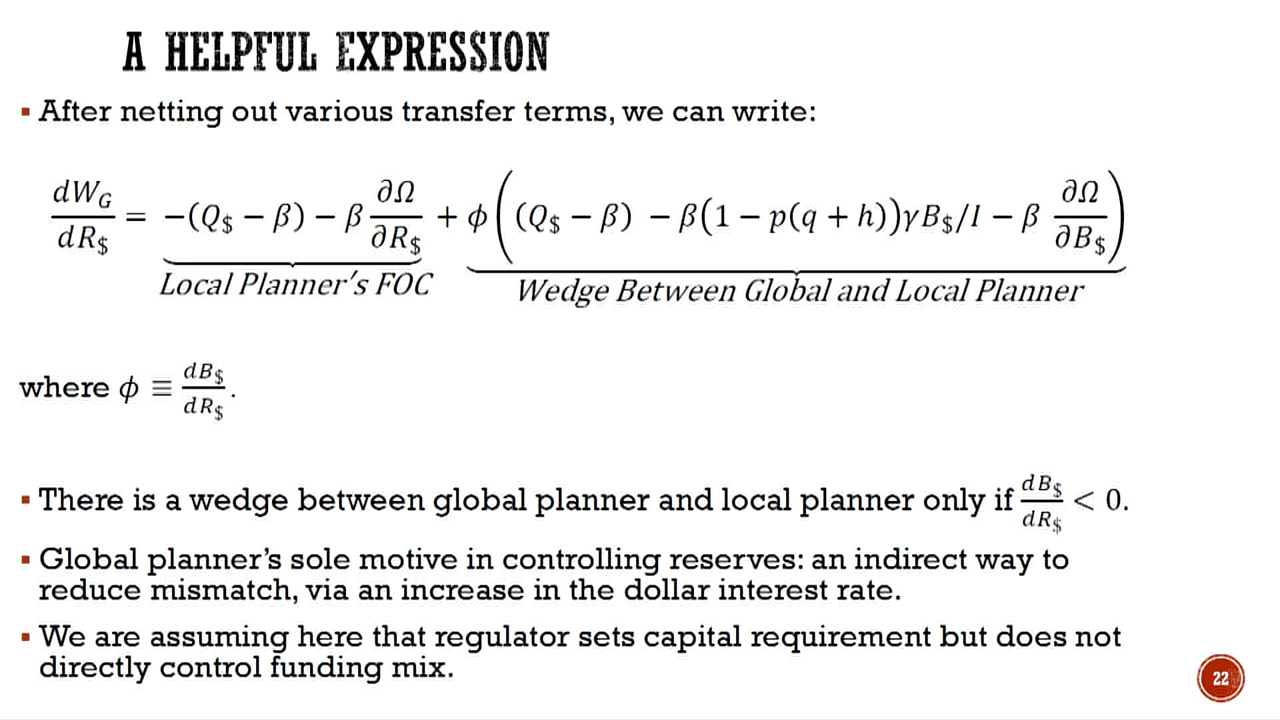 A HELPFUL EXPRESSION
▪ After netting out various transfer terms, we can write:
dW_G/dR_$ = −(Q_$ − β) − β ∂Ω/∂R_$ + ϕ((Q_$ − β) − β(1 − p(q + h))γB_$/I − β ∂Ω/∂B_$)
Local Planner's FOC
Wedge Between Global and Local Planner
where ϕ ≡ dB_$/dR_$.
▪ There is a wedge between global planner and local planner only if dB_$/dR_$ < 0.
▪ Global planner's sole motive in controlling reserves: an indirect way to
reduce mismatch, via an increase in the dollar interest rate.
▪ We are assuming here that regulator sets capital requirement but does not
directly control funding mix.
22